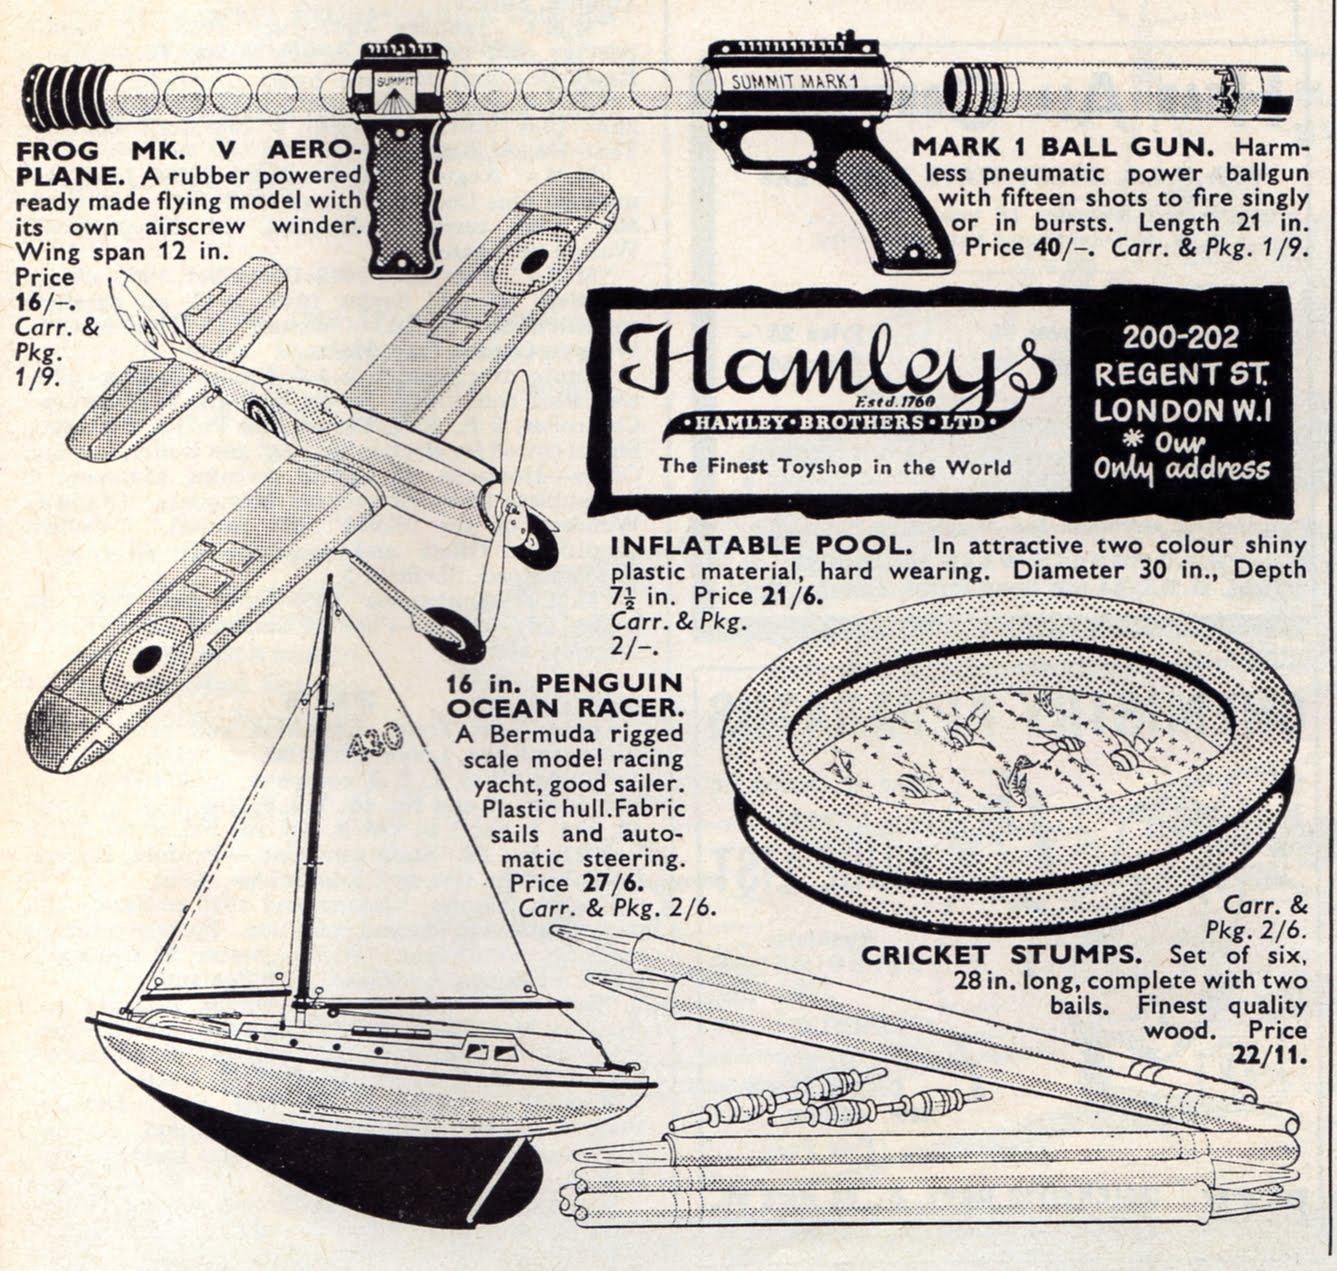 SUMMIT
SUMMIT MARK 1
FROG MK. V AERO-
PLANE. A rubber powered
ready made flying model with
its own airscrew winder.
Wing span 12 in.
Price
16/-.
Carr. &
Pkg.
1/9.
MARK 1 BALL GUN. Harm-
less pneumatic power ballgun
with fifteen shots to fire singly
or in bursts. Length 21 in.
Price 40/-. Carr. & Pkg. 1/9.
Hamleys
Estd. 1760
HAMLEY·BROTHERS·LTD·
The Finest Toyshop in the World
200-202
REGENT ST.
LONDON W.1
* Our
Only address
INFLATABLE POOL. In attractive two colour shiny
plastic material, hard wearing. Diameter 30 in., Depth
7½ in. Price 21/6.
Carr. & Pkg.
2/-.
16 in. PENGUIN
OCEAN RACER.
A Bermuda rigged
scale model racing
yacht, good sailer.
Plastic hull. Fabric
sails and auto-
matic steering.
Price 27/6.
Carr. & Pkg. 2/6.
430
Carr. &
Pkg. 2/6.
CRICKET STUMPS. Set of six,
28 in. long, complete with two
bails. Finest quality
wood. Price
22/11.